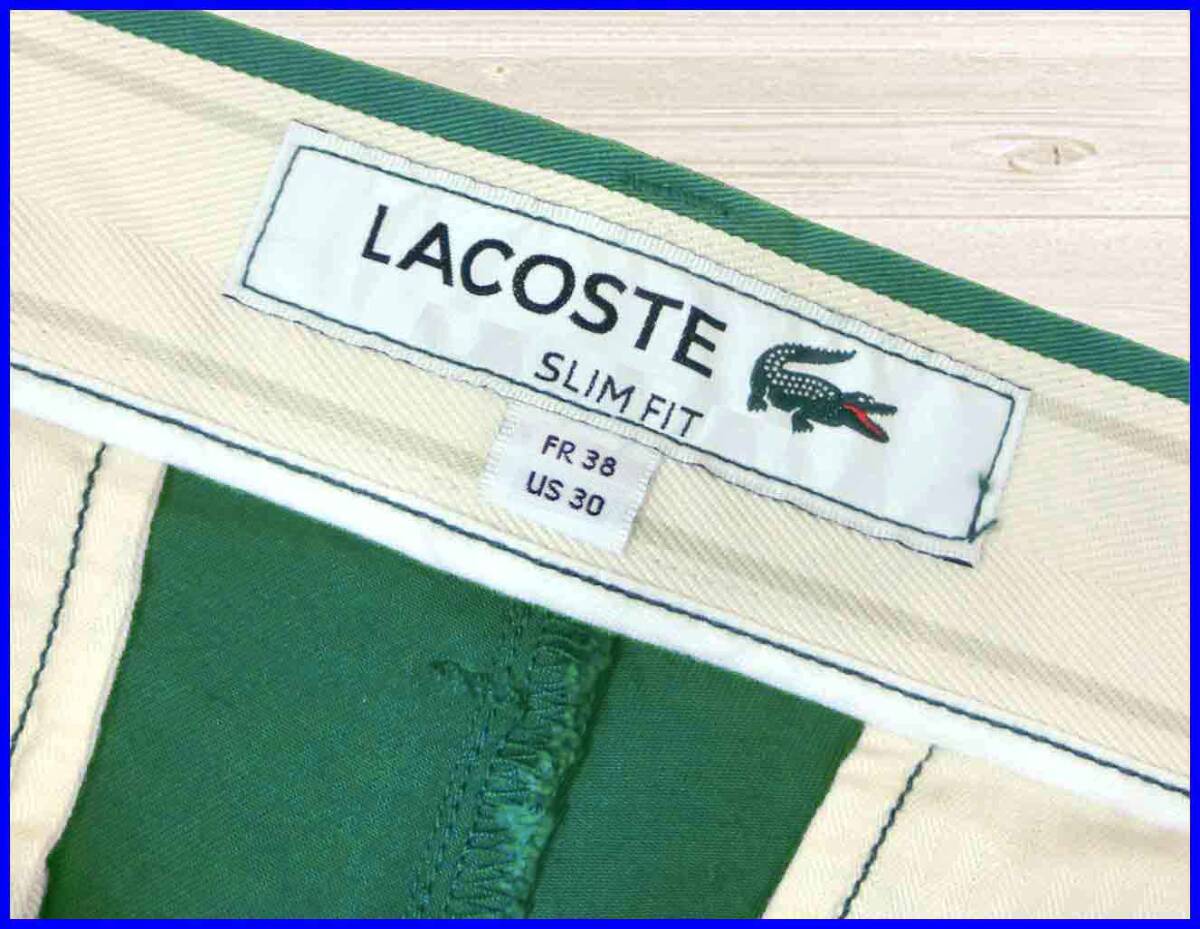 LACOSTE
SLIM FIT
FR 38
US 30